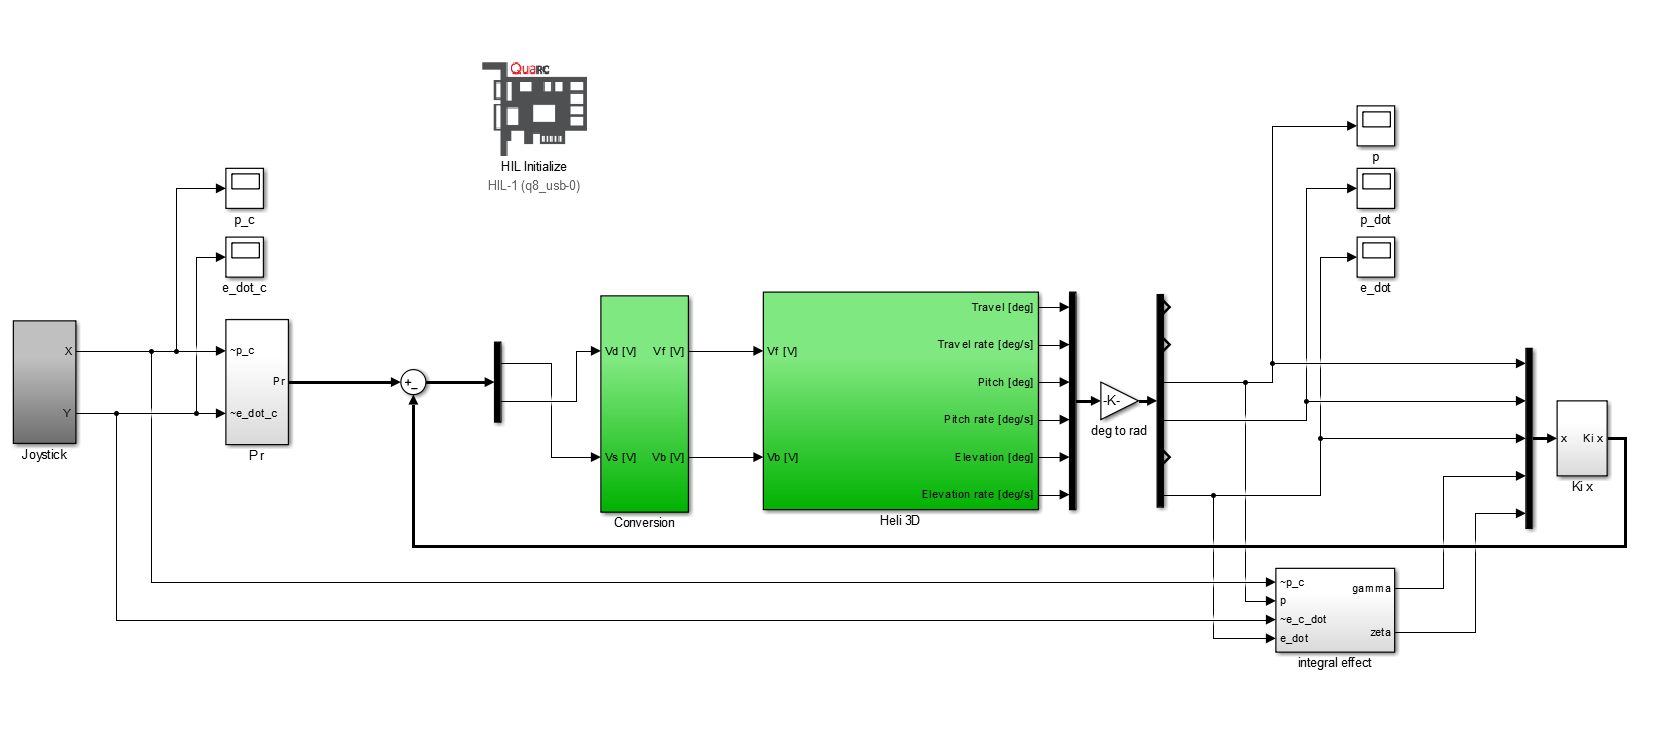 QuaRC
HIL Initialize
HIL-1 (q8_usb-0)
p_c
e_dot_c
p
p_dot
e_dot
X
Y
Joystick
~p_c
Pr
~e_dot_c
Pr
+
_
Vd [V]
Vf [V]
Vs [V]
Vb [V]
Conversion
Vf [V]
Vb [V]
Travel [deg]
Travel rate [deg/s]
Pitch [deg]
Pitch rate [deg/s]
Elevation [deg]
Elevation rate [deg/s]
Heli 3D
-K-
deg to rad
x
Ki x
Ki x
~p_c
p
~e_c_dot
e_dot
gamma
zeta
integral effect